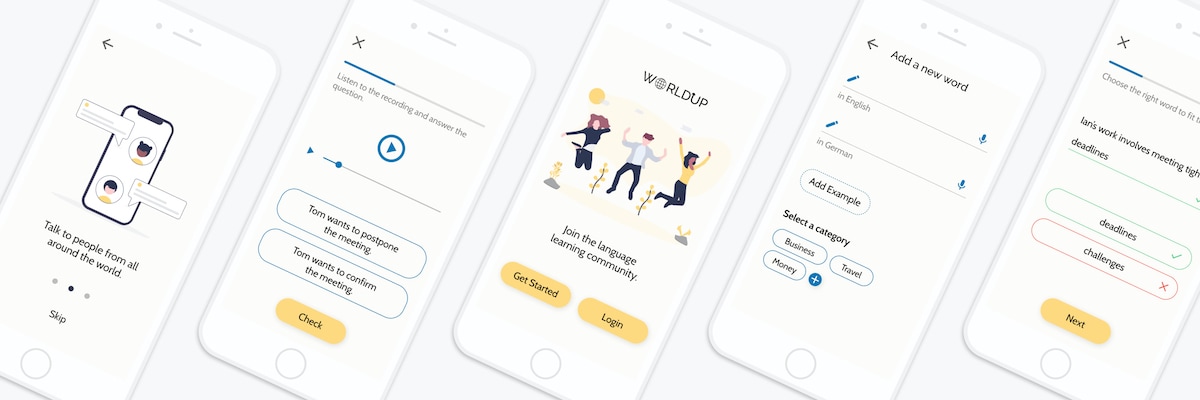 Talk to people from all
around the world.
Skip
Listen to the recording and answer the
question.
Tom wants to postpone
the meeting.
Tom wants to confirm
the meeting.
Check
WORLDUP
Join the language
learning community.
Get Started
Login
Add a new word
in English
in German
Add Example
Select a category
Business
Travel
Money
Choose the right word to fit
Ian's work involves meeting
deadlines
deadlines
challenges
Next